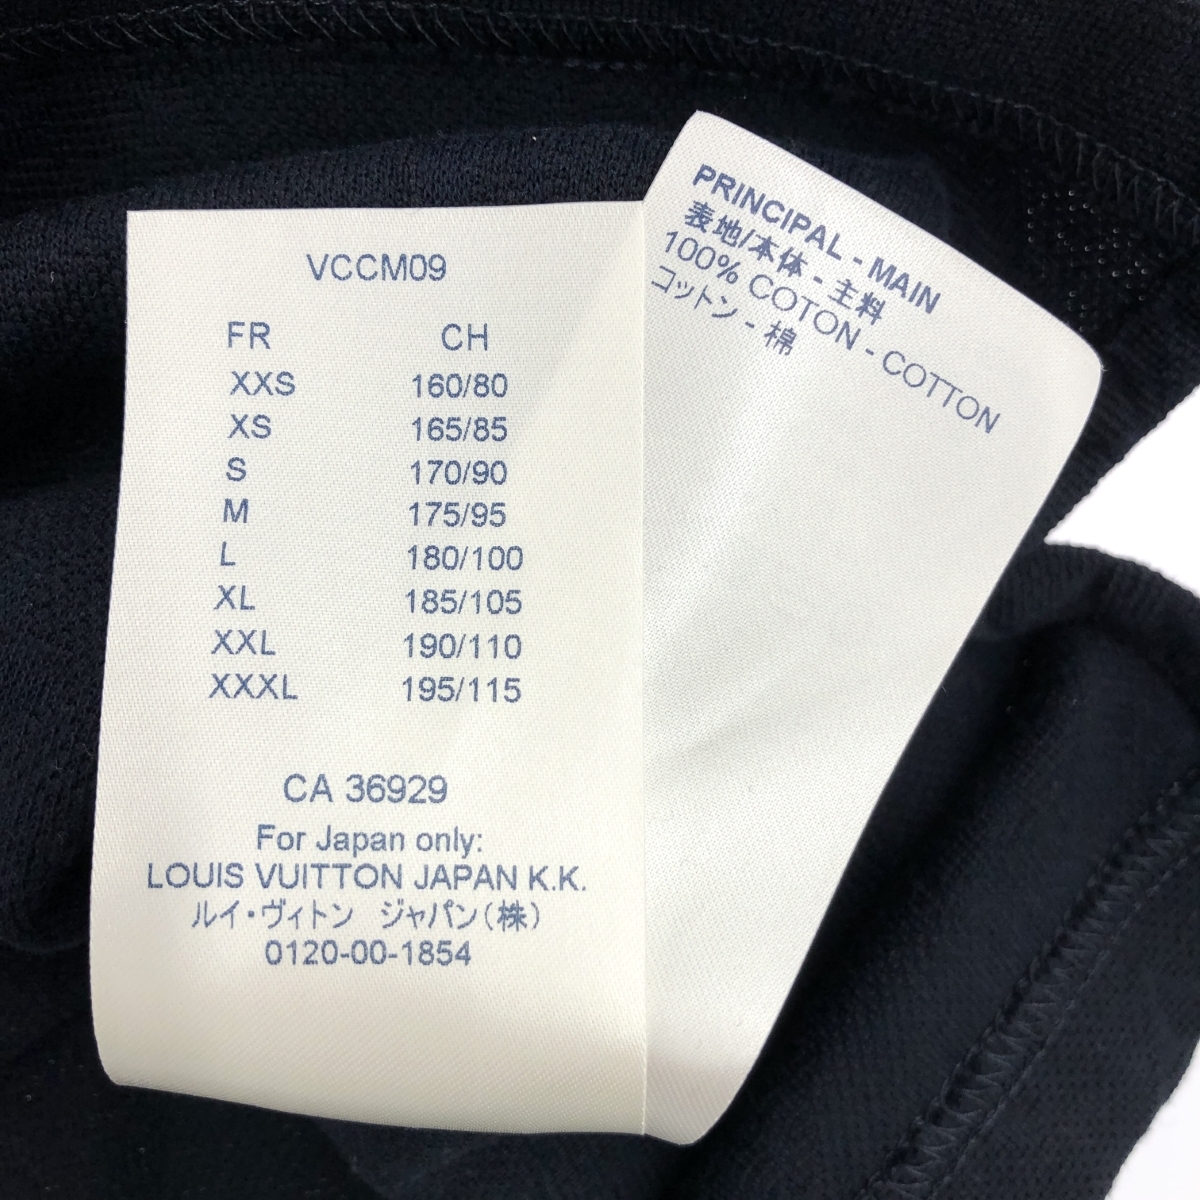 VCCM09
FR CH
XXS 160/80
XS 165/85
S 170/90
M 175/95
L 180/100
XL 185/105
XXL 190/110
XXXL 195/115
CA 36929
For Japan only:
LOUIS VUITTON JAPAN K.K.
ルイ・ヴィトン ジャパン(株)
0120-00-1854
PRINCIPAL - MAIN
表地/本体 - 主料
100% COTON - COTTON
コットン - 棉